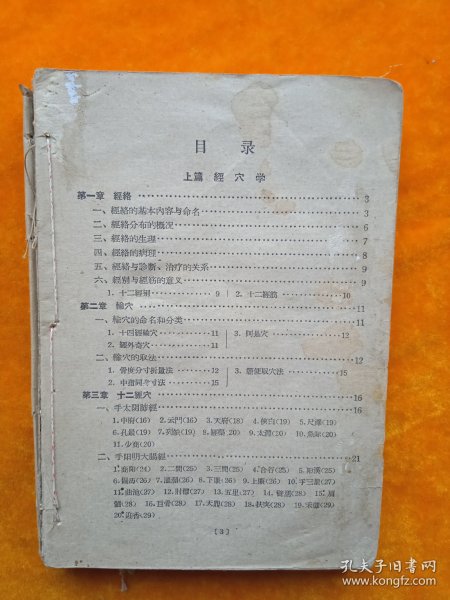 目 录
上篇 經穴学
第一章 經絡 3
一、經絡的基本內容与命名 3
二、經絡分布的概况 6
三、經絡的生理 7
四、經絡的病理 8
五、經絡与診断、治疗的关系 9
六、經別与經筋的意义 9
1. 十二經別 9 2. 十二經筋 10
第二章 輸穴 11
一、輸穴的命名和分类 11
1. 十四經輸穴 11 3. 阿是穴 12
2. 經外奇穴 11
二、輸穴的取法 12
1. 骨度分寸折量法 12 3. 簡便取穴法 15
2. 中指同身寸法 15
第三章 十二經穴 16
一、手太阴肺經 16
1.中府(16) 2.云門(16) 3.天府(18) 4.俠白(19) 5.尺澤(19)
6.孔最(19) 7.列缺(19) 8.經渠(20) 9.太淵(20) 10.魚际(20)
11.少商(20)
二、手阳明大腸經 21
1.商阳(24) 2.二間(25) 3.三間(25) 4.合谷(25) 5.阳溪(25)
6.偏历(26) 7.溫溜(26) 8.下廉(26) 9.上廉(26) 10.手三里(27)
11.曲池(27) 12.肘髎(27) 13.五里(27) 14.臂臑(28) 15.肩
髃(28) 16.巨骨(28) 17.天鼎(28) 18.扶突(28) 19.禾髎(29)
20.迎香(29)
[3]
孔夫子旧书网
www.kongfz.com